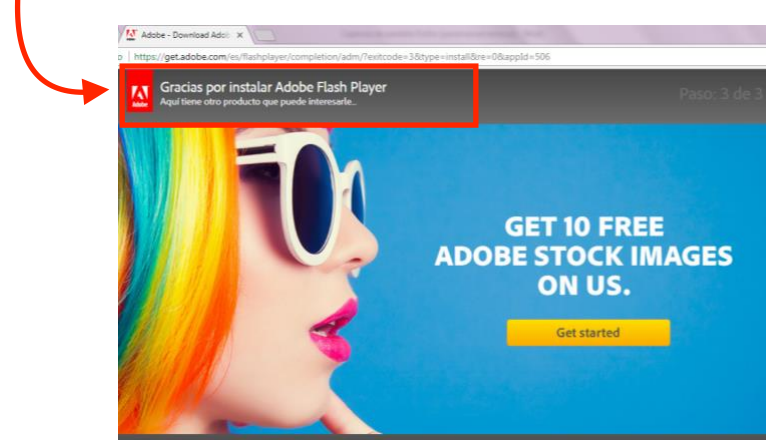 Adobe - Download Adob
https://get.adobe.com/es/flashplayer/completion/adm/?exitcode=3&type=install&re=0&appId=506
Adobe
Gracias por instalar Adobe Flash Player
Aquí tiene otro producto que puede interesarle..
Paso: 3 de 3
GET 10 FREE
ADOBE STOCK IMAGES
ON US.
Get started